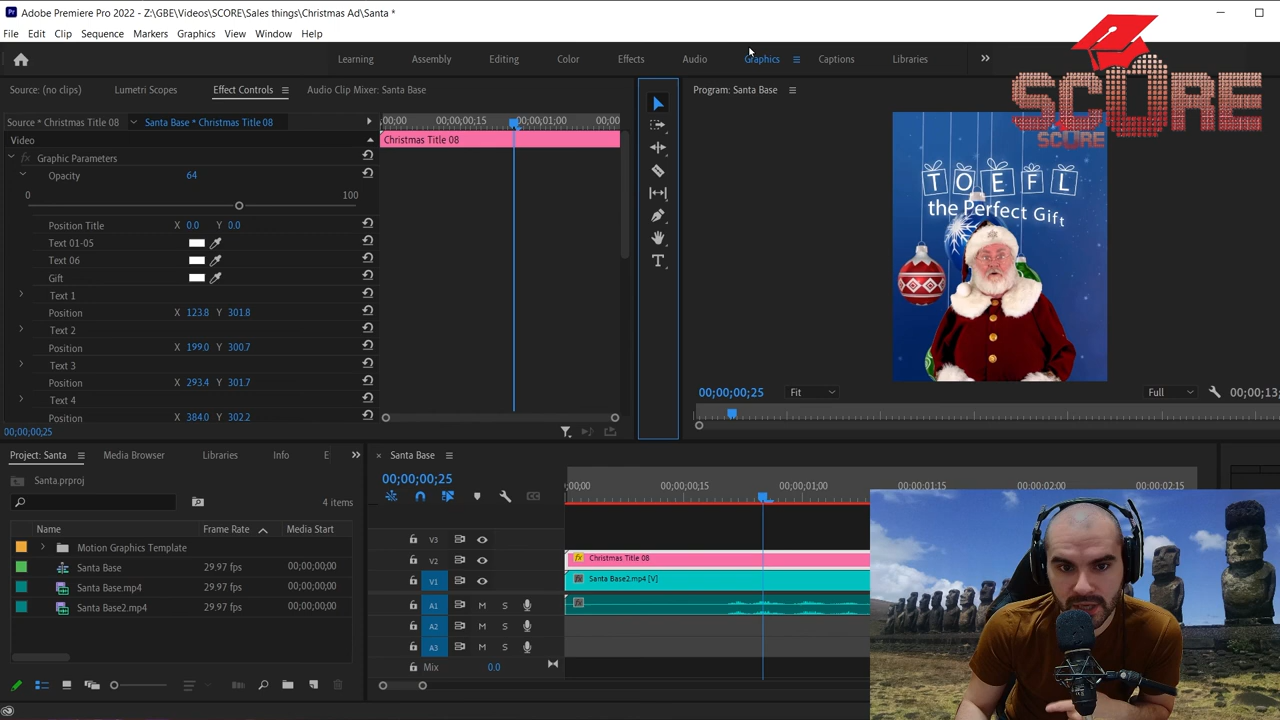 Adobe Premiere Pro 2022 - Z:\GBE\Videos\SCORE\Sales things\Christmas Ad\Santa *
File Edit Clip Sequence Markers Graphics View Window Help
Learning Assembly Editing Color Effects Audio Graphics Captions Libraries
SCORE
SCORE
Source: (no clips) Lumetri Scopes Effect Controls Audio Clip Mixer: Santa Base
Program: Santa Base
Source * Christmas Title 08 Santa Base * Christmas Title 08
:00;00 00;00;00;15 00;00;01;00 00;00
Video
Christmas Title 08
Graphic Parameters
Opacity 64
0 100
Position Title X 0.0 Y 0.0
Text 01-05
Text 06
Gift
Text 1
Position X 123.8 Y 301.8
Text 2
Position X 199.0 Y 300.7
Text 3
Position X 293.4 Y 301.7
Text 4
Position X 384.0 Y 302.2
00;00;00;25
TOEFL
the Perfect Gift
00;00;00;25 Fit Full 00;00;13;
Project: Santa Media Browser Libraries Info E
Santa.prproj
4 items
Name Frame Rate Media Start
Motion Graphics Template
Santa Base 29.97 fps 00;00;00;00
Santa Base.mp4 29.97 fps 00;00;00;00
Santa Base2.mp4 29.97 fps 00;00;00;00
Santa Base
00;00;00;25
;00;00 00;00;00;15 00;00;01;00 00;00;01;15 00;00;02;00 00;00;02;15
V3
V2 Christmas Title 08
V1 Santa Base2.mp4 [V]
A1 M S
A2 M S
A3 M S
Mix 0.0